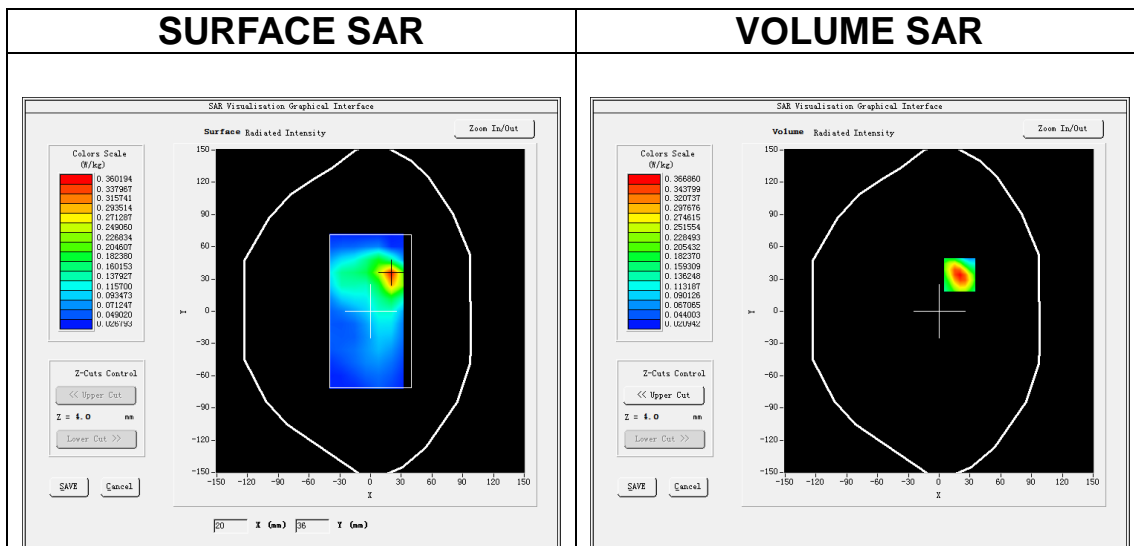 SURFACE SAR
VOLUME SAR
SAR Visualisation Graphical Interface
Surface Radiated Intensity
Zoom In/Out
Colors Scale
(W/kg)
0.360194
0.337967
0.315741
0.293514
0.271287
0.249060
0.226834
0.204607
0.182380
0.160153
0.137927
0.115700
0.093473
0.071247
0.049020
0.026793
150
120
90
60
30
0
-30
-60
-90
-120
-150
Y
-150 -120 -90 -60 -30 0 30 60 90 120 150
X
Z-Cuts Control
<< Upper Cut
Z = 4.0 mm
Lower Cut >>
SAVE Cancel
20 X (mm) 36 Y (mm)
SAR Visualisation Graphical Interface
Volume Radiated Intensity
Zoom In/Out
Colors Scale
(W/kg)
0.366860
0.343799
0.320737
0.297676
0.274615
0.251554
0.228493
0.205432
0.182370
0.159309
0.136248
0.113187
0.090126
0.067065
0.044003
0.020942
150
120
90
60
30
0
-30
-60
-90
-120
-150
Y
-150 -120 -90 -60 -30 0 30 60 90 120 150
X
Z-Cuts Control
<< Upper Cut
Z = 4.0 mm
Lower Cut >>
SAVE Cancel